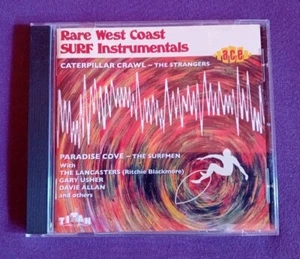 Rare West Coast
SURF Instrumentals
ace
CATERPILLAR CRAWL – THE STRANGERS
PARADISE COVE – THE SURFMEN
With
THE LANCASTERS (Ritchie Blackmore)
GARY USHER
DAVIE ALLAN
and others